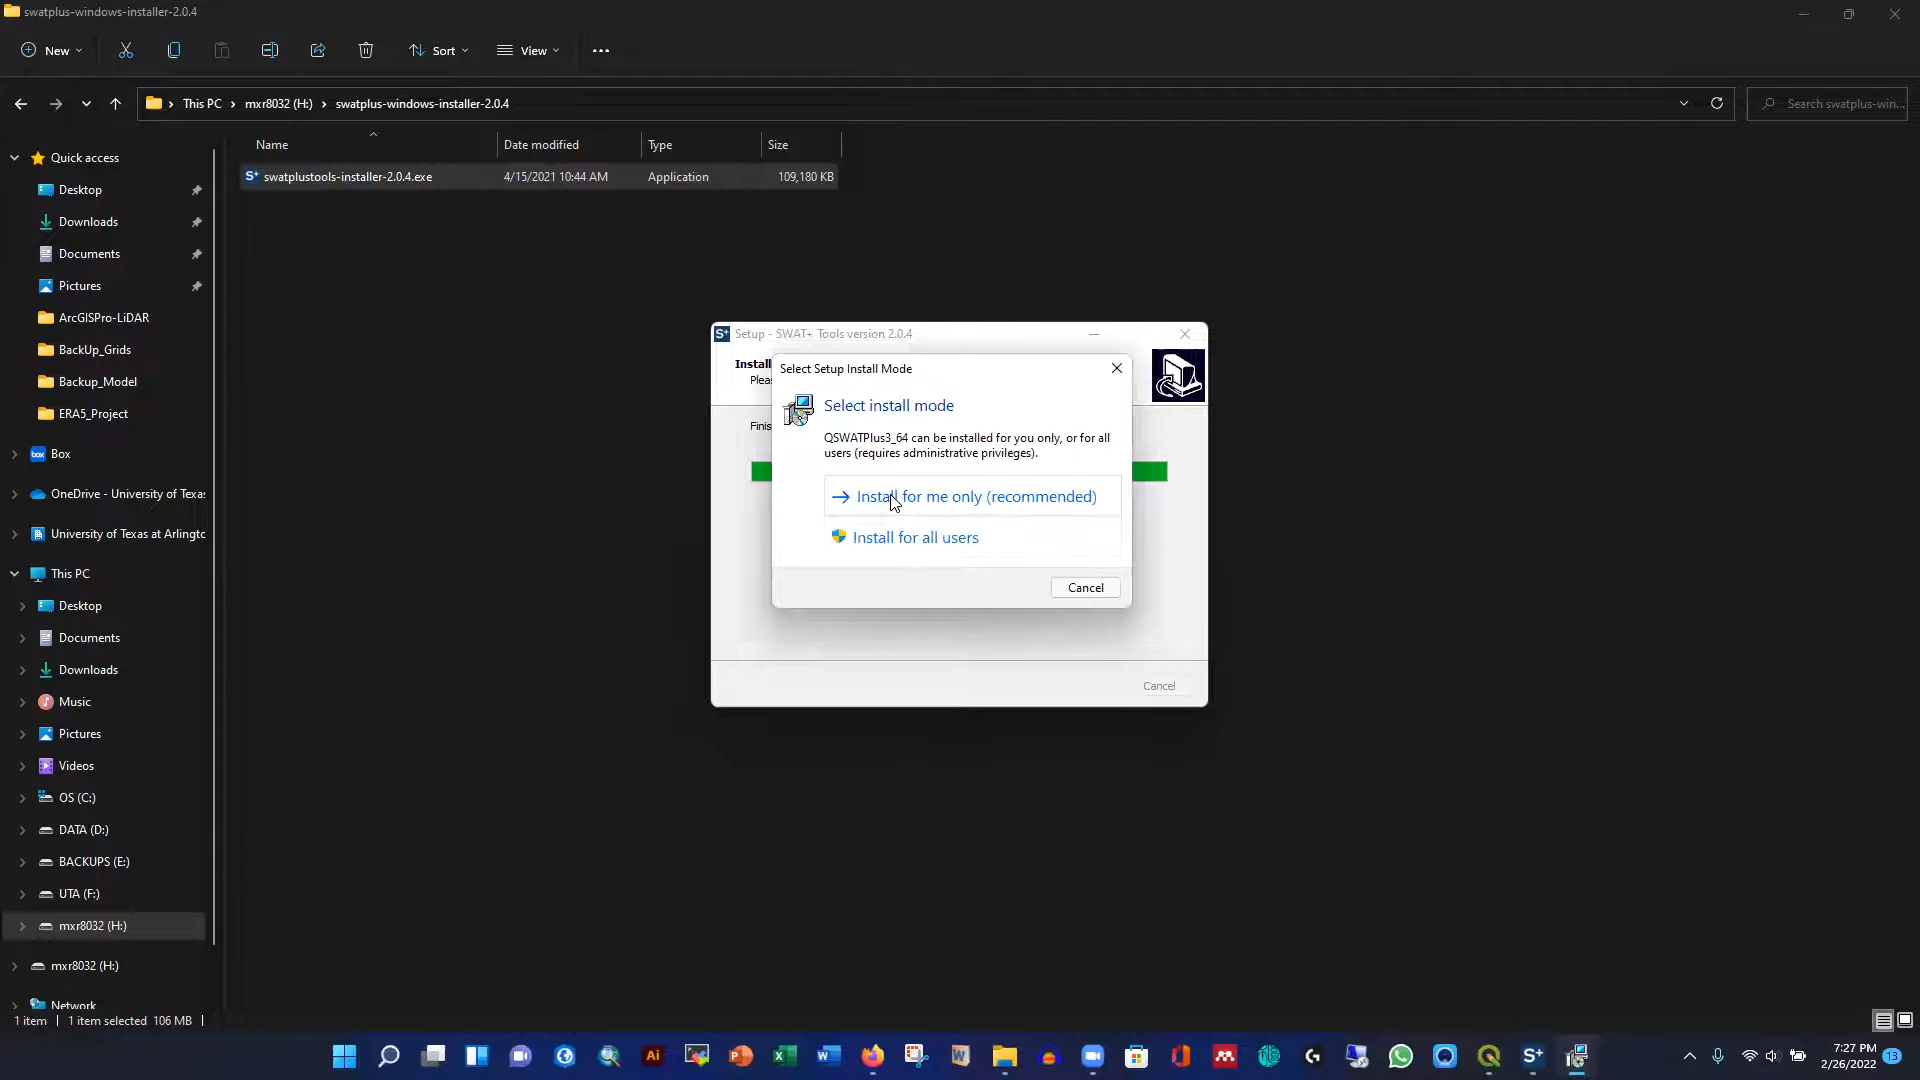 swatplus-windows-installer-2.0.4
New
Sort
View
This PC
mxr8032 (H:)
swatplus-windows-installer-2.0.4
Search swatplus-win...
Name
Date modified
Type
Size
swatplustools-installer-2.0.4.exe
4/15/2021 10:44 AM
Application
109,180 KB
Quick access
Desktop
Downloads
Documents
Pictures
ArcGISPro-LiDAR
BackUp_Grids
Backup_Model
ERA5_Project
Box
OneDrive - University of Texas
University of Texas at Arlingto
This PC
Desktop
Documents
Downloads
Music
Pictures
Videos
OS (C:)
DATA (D:)
BACKUPS (E:)
UTA (F:)
mxr8032 (H:)
mxr8032 (H:)
Network
Setup - SWAT+ Tools version 2.0.4
Install
Pleas
Finis
Cancel
Select Setup Install Mode
Select install mode
QSWATPlus3_64 can be installed for you only, or for all
users (requires administrative privileges).
Install for me only (recommended)
Install for all users
Cancel
1 item
1 item selected 106 MB
7:27 PM
2/26/2022
13